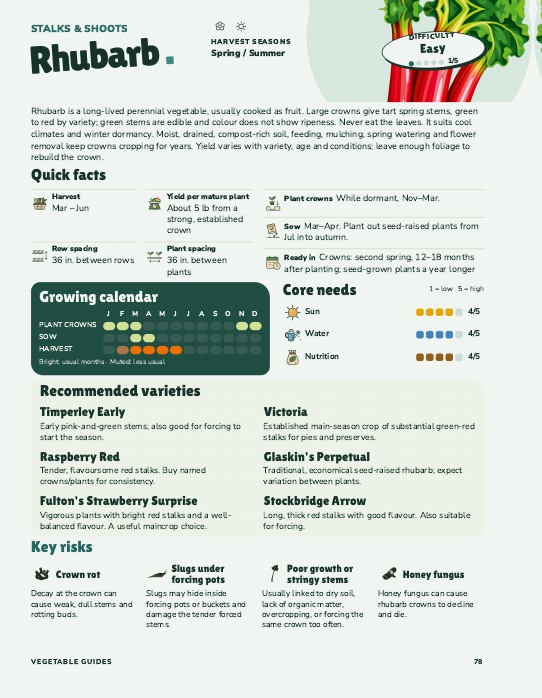 STALKS & SHOOTS
Rhubarb.
HARVEST SEASONS
Spring / Summer
DIFFICULTY
Easy
1/5
Rhubarb is a long-lived perennial vegetable, usually cooked as fruit. Large crowns give tart spring stems, green
to red by variety; green stems are edible and colour does not show ripeness. Never eat the leaves. It suits cool
climates and winter dormancy. Moist, drained, compost-rich soil, feeding, mulching, spring watering and flower
removal keep crowns cropping for years. Yield varies with variety, age and conditions; leave enough foliage to
rebuild the crown.
Quick facts
Harvest
Mar – Jun
Yield per mature plant
About 5 lb from a
strong, established
crown
Row spacing
36 in. between rows
Plant spacing
36 in. between
plants
Plant crowns While dormant, Nov–Mar.
Sow Mar–Apr. Plant out seed-raised plants from
Jul into autumn.
Ready in Crowns: second spring, 12–18 months
after planting; seed-grown plants a year longer
Growing calendar
J F M A M J J A S O N D
PLANT CROWNS
SOW
HARVEST
Bright: usual months · Muted: less usual
Core needs
1 = low · 5 = high
Sun 4/5
Water 4/5
Nutrition 4/5
Recommended varieties
Timperley Early
Early pink-and-green stems; also good for forcing to
start the season.
Victoria
Established main-season crop of substantial green-red
stalks for pies and preserves.
Raspberry Red
Tender, flavoursome red stalks. Buy named
crowns/plants for consistency.
Glaskin's Perpetual
Traditional, economical seed-raised rhubarb; expect
variation between plants.
Fulton's Strawberry Surprise
Vigorous plants with bright red stalks and a well-
balanced flavour. A useful maincrop choice.
Stockbridge Arrow
Long, thick red stalks with good flavour. Also suitable
for forcing.
Key risks
Crown rot
Decay at the crown can
cause weak, dull stems and
rotting buds.
Slugs under
forcing pots
Slugs may hide inside
forcing pots or buckets and
damage the tender forced
stems.
Poor growth or
stringy stems
Usually linked to dry soil,
lack of organic matter,
overcropping, or forcing the
same crown too often.
Honey fungus
Honey fungus can cause
rhubarb crowns to decline
and die.
VEGETABLE GUIDES
78